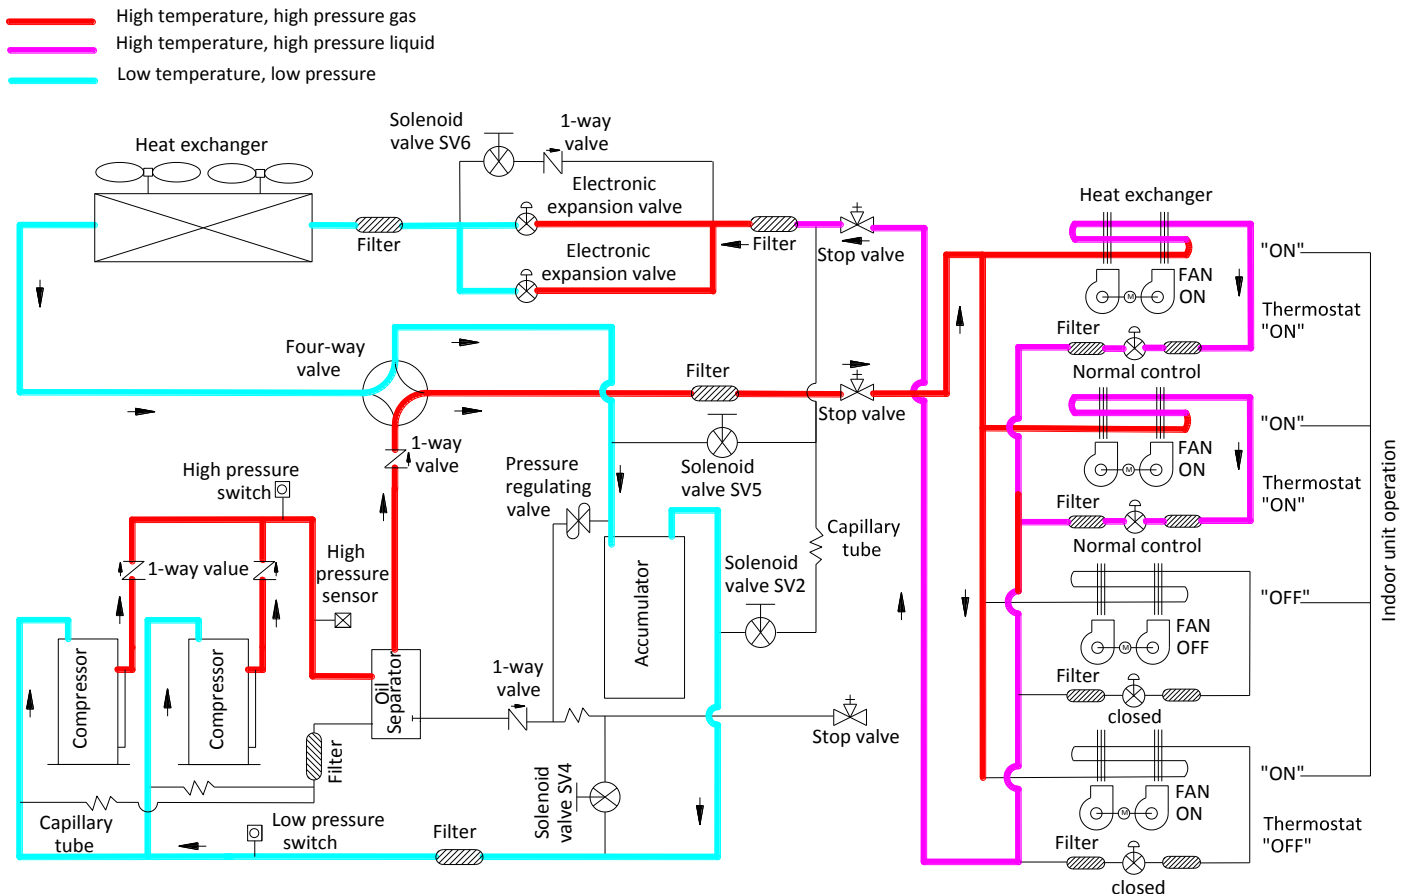 High temperature, high pressure gas
High temperature, high pressure liquid
Low temperature, low pressure
Heat exchanger
Solenoid
valve SV6
1-way
valve
Electronic
expansion valve
Filter
Filter
Stop valve
Electronic
expansion valve
Heat exchanger
FAN
ON
M
"ON"
Thermostat
"ON"
Filter
Normal control
Four-way
valve
Filter
Stop valve
1-way
valve
Solenoid
valve SV5
FAN
ON
M
"ON"
Thermostat
"ON"
Filter
Normal control
High pressure
switch
Pressure
regulating
valve
Capillary
tube
1-way value
High
pressure
sensor
Accumulator
Solenoid
valve SV2
FAN
OFF
M
"OFF"
Filter
closed
Indoor unit operation
Compressor
Compressor
Oil
Separator
1-way
valve
Stop valve
Filter
Solenoid
valve SV4
FAN
ON
M
"ON"
Thermostat
"OFF"
Filter
closed
Capillary
tube
Low pressure
switch
Filter